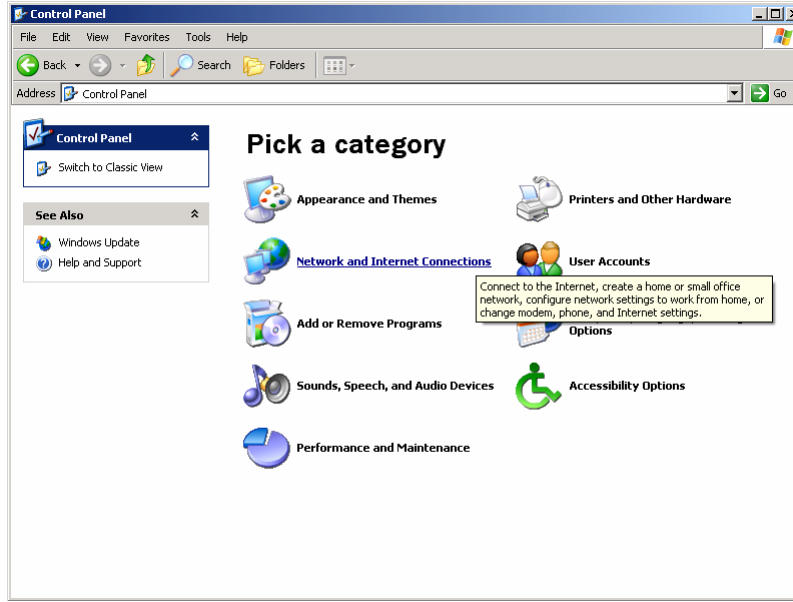 Control Panel
File Edit View Favorites Tools Help
Back Search Folders
Address Control Panel Go
Control Panel
Switch to Classic View
See Also
Windows Update
Help and Support
Pick a category
Appearance and Themes
Printers and Other Hardware
Network and Internet Connections
User Accounts
Connect to the Internet, create a home or small office
network, configure network settings to work from home, or
change modem, phone, and Internet settings.
Add or Remove Programs
Options
Sounds, Speech, and Audio Devices
Accessibility Options
Performance and Maintenance